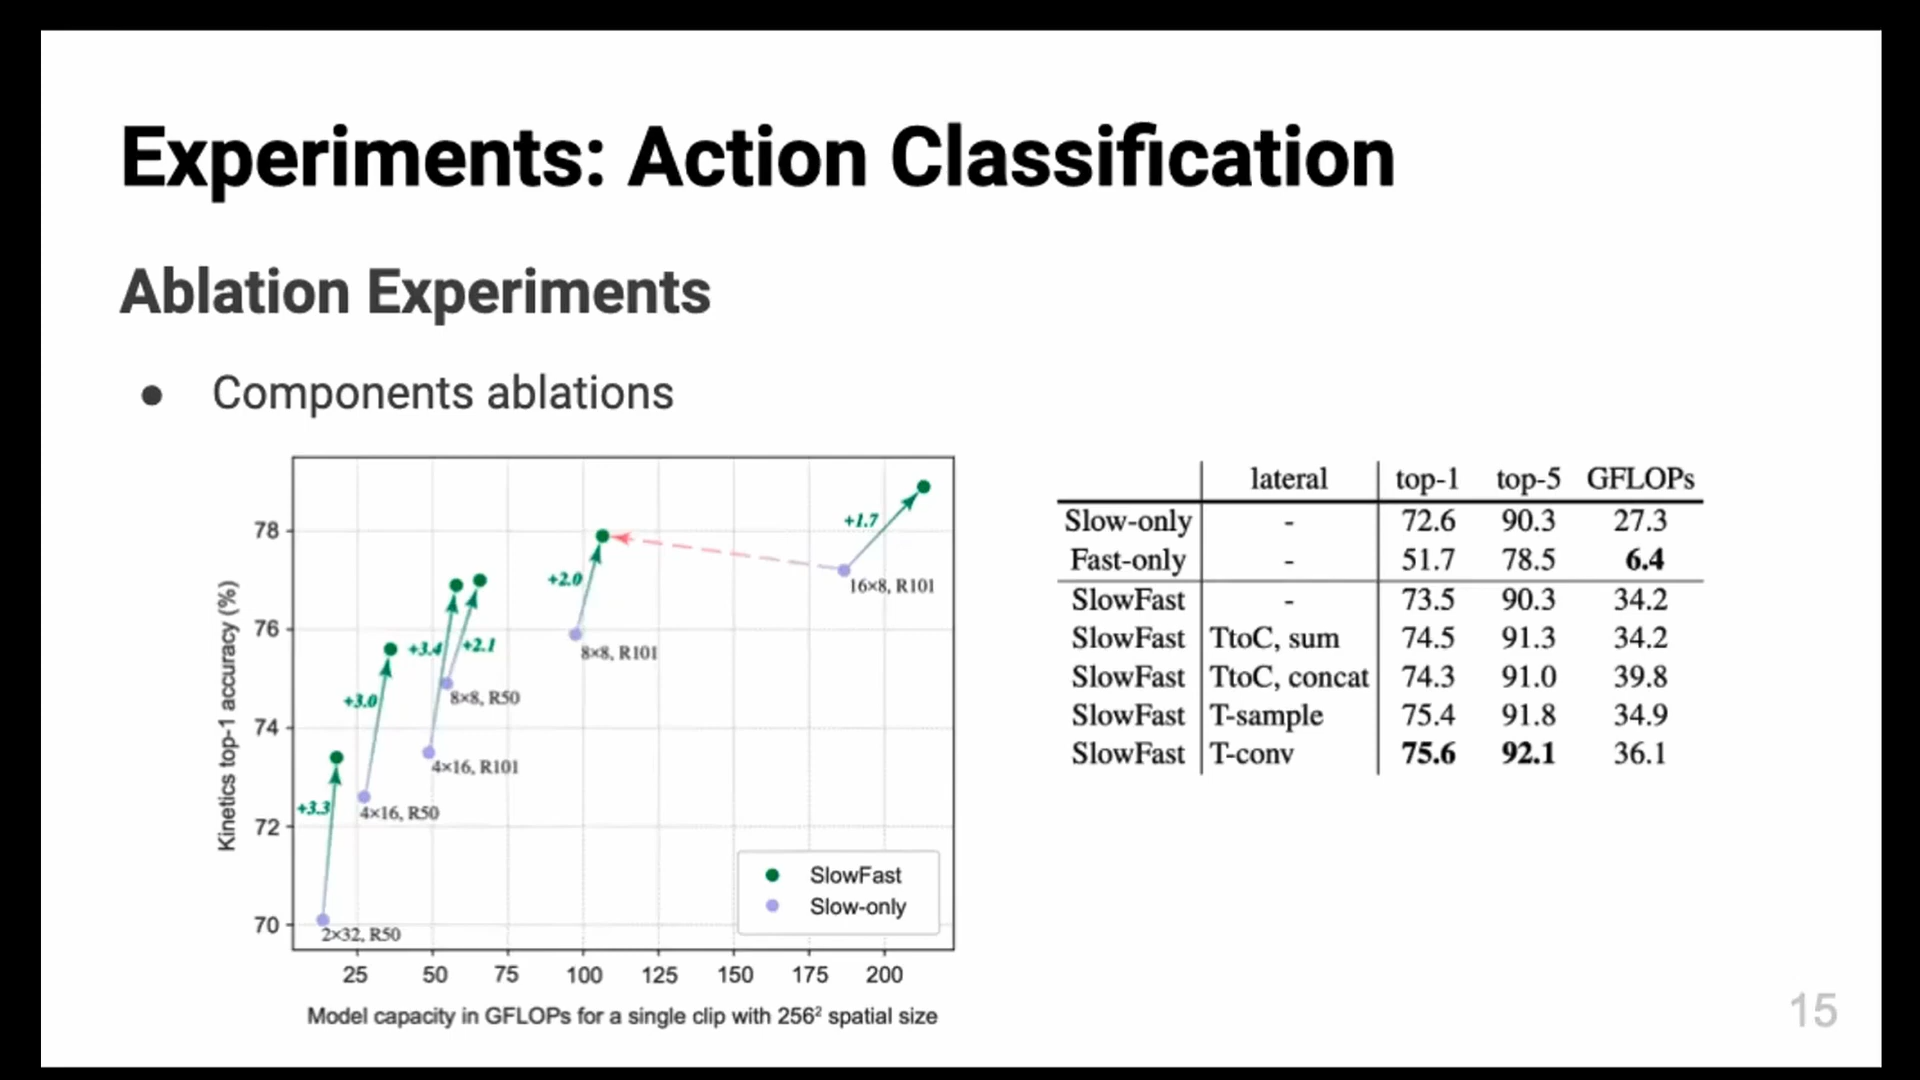 Experiments: Action Classification
Ablation Experiments
● Components ablations
Kinetics top-1 accuracy (%)
78
76
74
72
70
+3.3
+3.0
+3.4
+2.1
+2.0
+1.7
2×32, R50
4×16, R50
4×16, R101
8×8, R50
8×8, R101
16×8, R101
SlowFast
Slow-only
25 50 75 100 125 150 175 200
Model capacity in GFLOPs for a single clip with 256² spatial size
lateral top-1 top-5 GFLOPs
Slow-only - 72.6 90.3 27.3
Fast-only - 51.7 78.5 6.4
SlowFast - 73.5 90.3 34.2
SlowFast TtoC, sum 74.5 91.3 34.2
SlowFast TtoC, concat 74.3 91.0 39.8
SlowFast T-sample 75.4 91.8 34.9
SlowFast T-conv 75.6 92.1 36.1
15